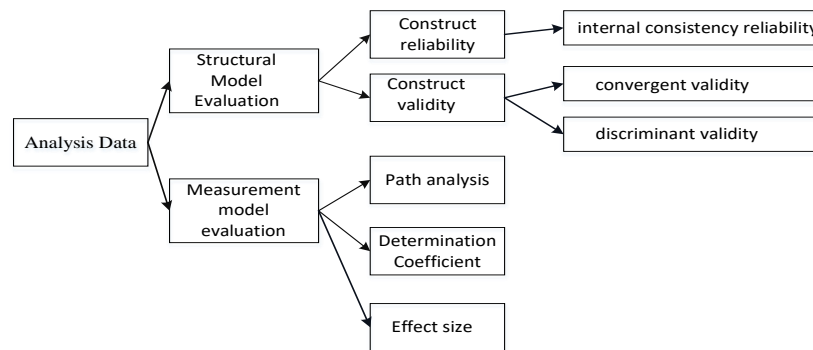 Construct
reliability
internal consistency reliability
Structural
Model
Evaluation
Construct
validity
convergent validity
discriminant validity
Analysis Data
Measurement
model
evaluation
Path analysis
Determination
Coefficient
Effect size